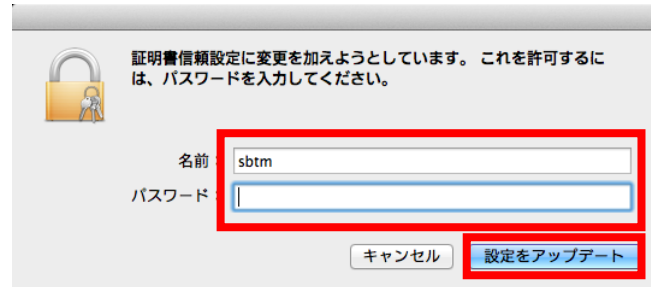 証明書信頼設定に変更を加えようとしています。 これを許可するに
は、パスワードを入力してください。
名前： sbtm
パスワード：
キャンセル 設定をアップデート